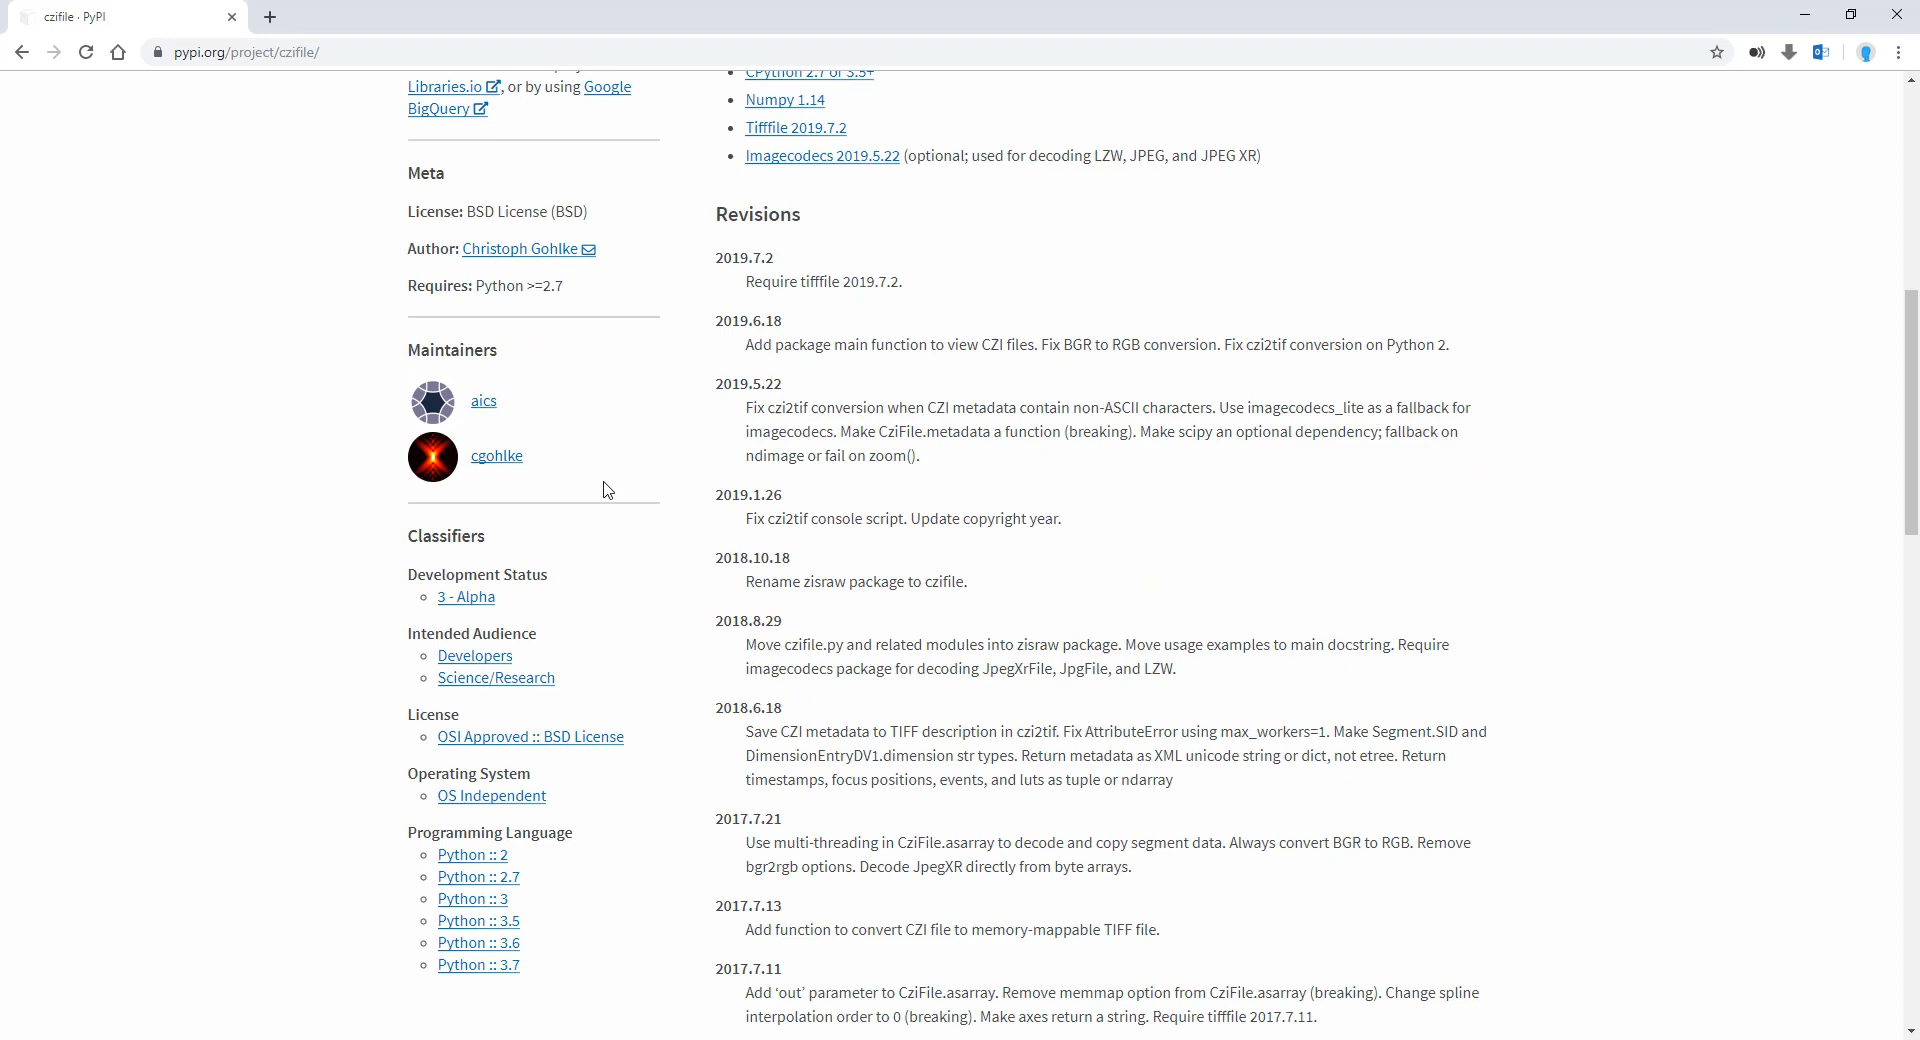 czifile · PyPI
pypi.org/project/czifile/
Libraries.io, or by using Google
BigQuery
Meta
License: BSD License (BSD)
Author: Christoph Gohlke
Requires: Python >=2.7
Maintainers
aics
cgohlke
Classifiers
Development Status
3 - Alpha
Intended Audience
Developers
Science/Research
License
OSI Approved :: BSD License
Operating System
OS Independent
Programming Language
Python :: 2
Python :: 2.7
Python :: 3
Python :: 3.5
Python :: 3.6
Python :: 3.7
CPython 2.7 or 3.5+
Numpy 1.14
Tifffile 2019.7.2
Imagecodecs 2019.5.22 (optional; used for decoding LZW, JPEG, and JPEG XR)
Revisions
2019.7.2
Require tifffile 2019.7.2.
2019.6.18
Add package main function to view CZI files. Fix BGR to RGB conversion. Fix czi2tif conversion on Python 2.
2019.5.22
Fix czi2tif conversion when CZI metadata contain non-ASCII characters. Use imagecodecs_lite as a fallback for
imagecodecs. Make CziFile.metadata a function (breaking). Make scipy an optional dependency; fallback on
ndimage or fail on zoom().
2019.1.26
Fix czi2tif console script. Update copyright year.
2018.10.18
Rename zisraw package to czifile.
2018.8.29
Move czifile.py and related modules into zisraw package. Move usage examples to main docstring. Require
imagecodecs package for decoding JpegXrFile, JpgFile, and LZW.
2018.6.18
Save CZI metadata to TIFF description in czi2tif. Fix AttributeError using max_workers=1. Make Segment.SID and
DimensionEntryDV1.dimension str types. Return metadata as XML unicode string or dict, not etree. Return
timestamps, focus positions, events, and luts as tuple or ndarray
2017.7.21
Use multi-threading in CziFile.asarray to decode and copy segment data. Always convert BGR to RGB. Remove
bgr2rgb options. Decode JpegXR directly from byte arrays.
2017.7.13
Add function to convert CZI file to memory-mappable TIFF file.
2017.7.11
Add ‘out’ parameter to CziFile.asarray. Remove memmap option from CziFile.asarray (breaking). Change spline
interpolation order to 0 (breaking). Make axes return a string. Require tifffile 2017.7.11.